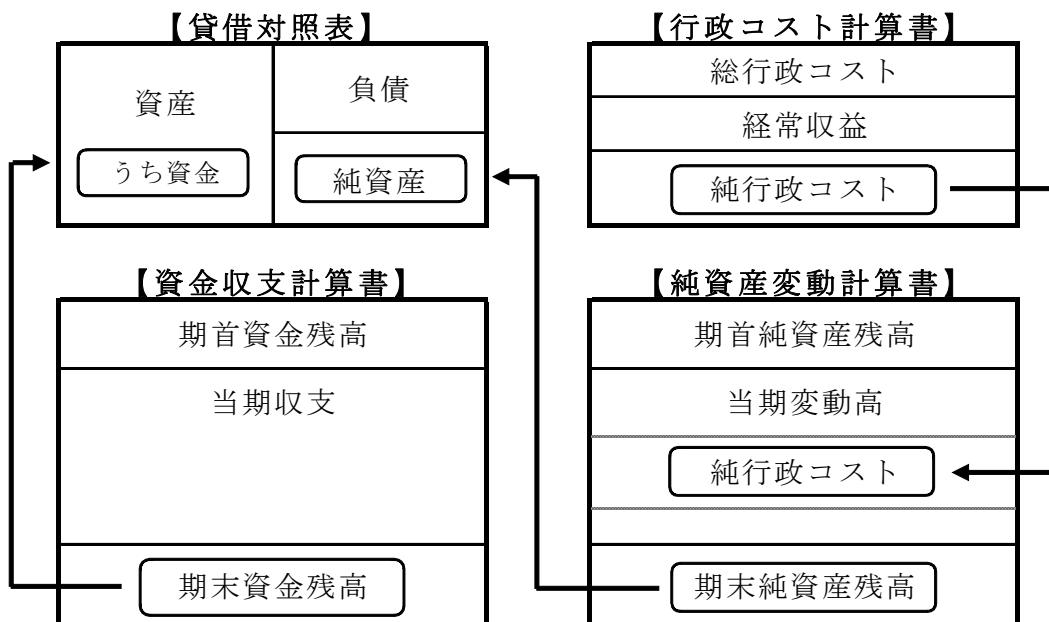 【貸借対照表】
資産
うち資金
負債
純資産
【行政コスト計算書】
総行政コスト
経常収益
純行政コスト
【資金収支計算書】
期首資金残高
当期収支
期末資金残高
【純資産変動計算書】
期首純資産残高
当期変動高
純行政コスト
期末純資産残高